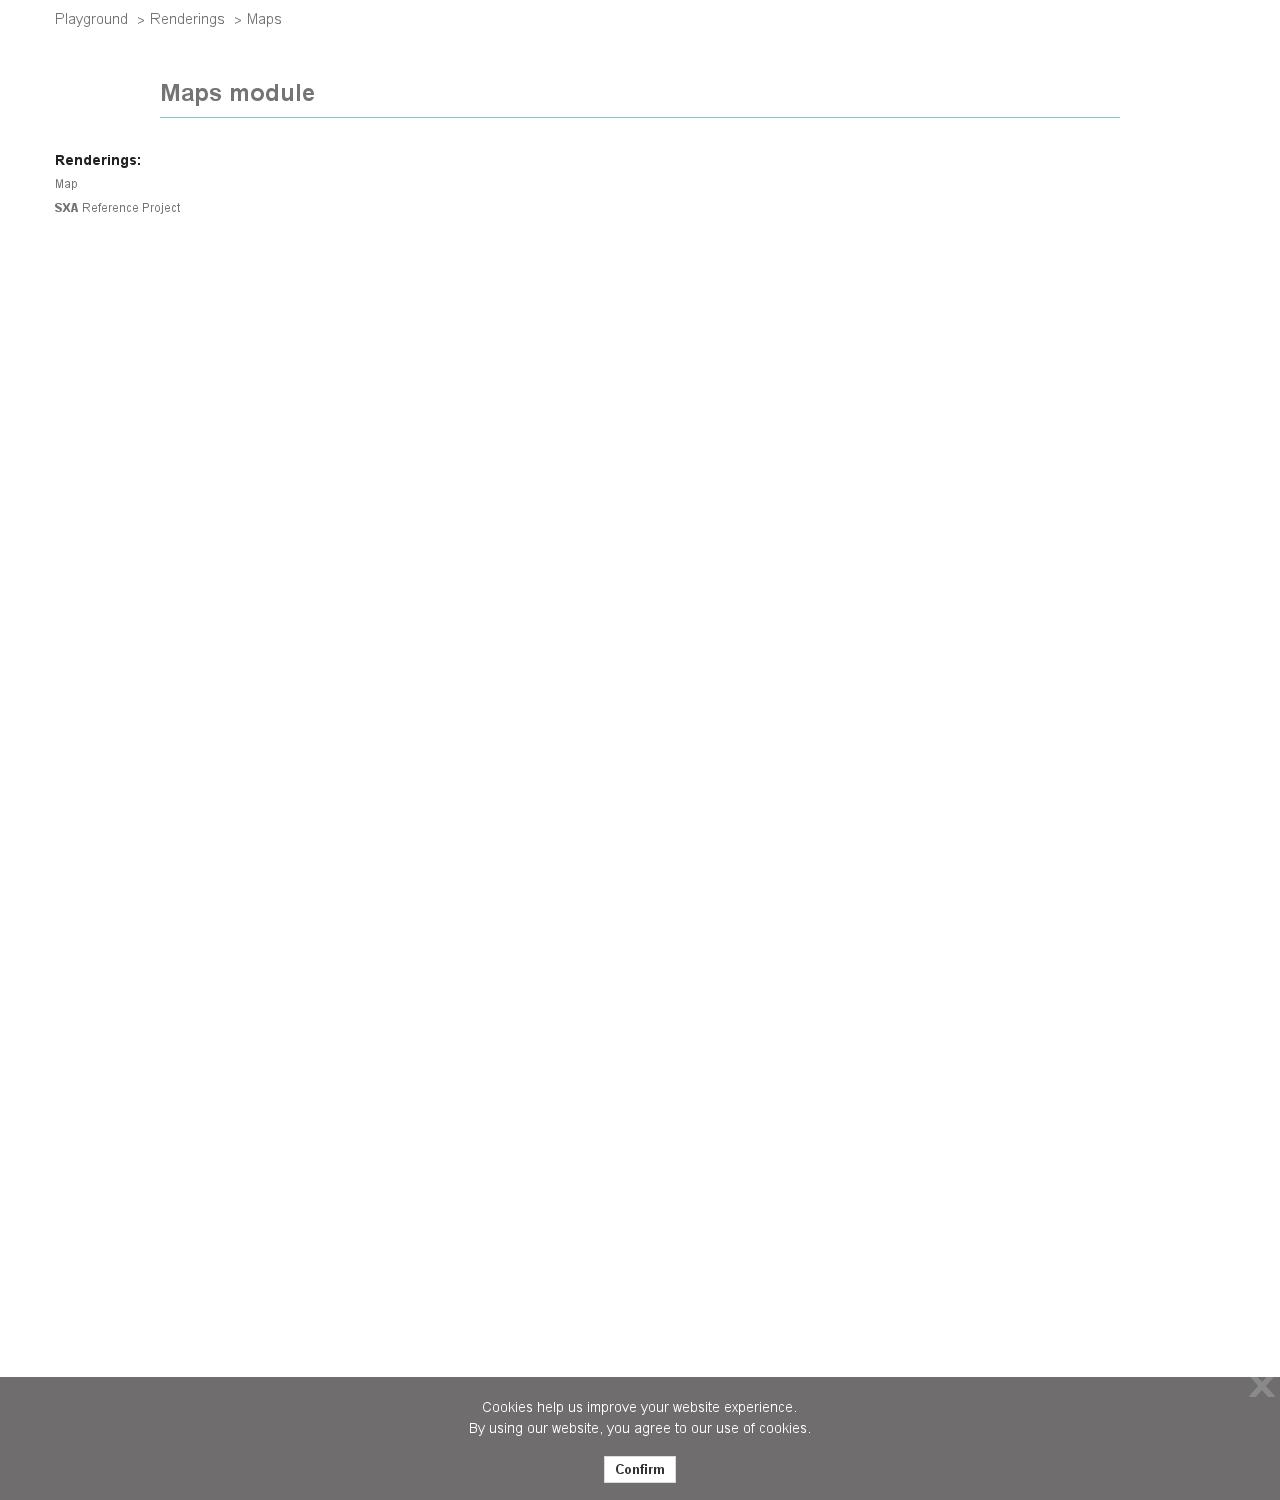 Playground > Renderings > Maps
Maps module
Renderings:
Map
SXA Reference Project
Cookies help us improve your website experience.
By using our website, you agree to our use of cookies.
Confirm